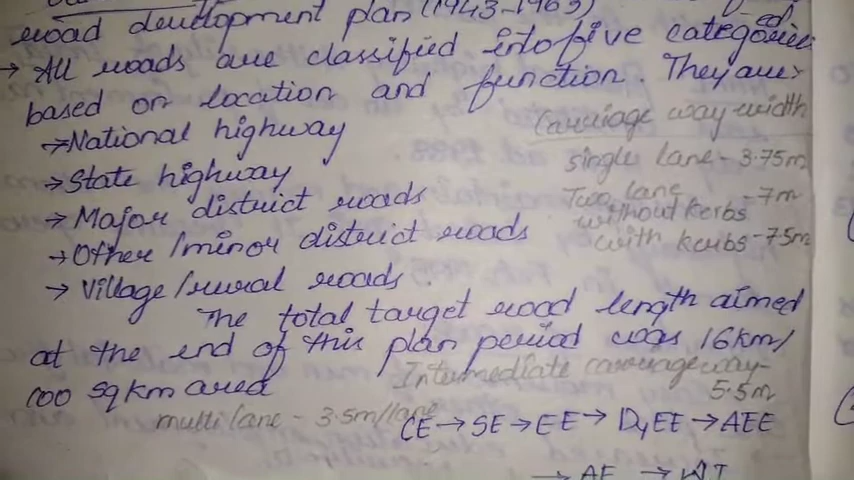 road development plan (1943-1963)
→ All roads are classified into five categories
based on location and function. They are
→ National highway
Carriage way width
→ State highway
single lane - 3.75m
→ Major district roads
Two lane
without kerbs - 7m
→ Other / minor district roads
with kerbs - 7.5m
→ Village / rural roads.
The total target road length aimed
at the end of this plan period was 16km/
100 sq km area
Intermediate carriageway -
5.5m
multi lane - 3.5m/lane
CE → SE → EE → DyEE → AEE
→ AE → WI